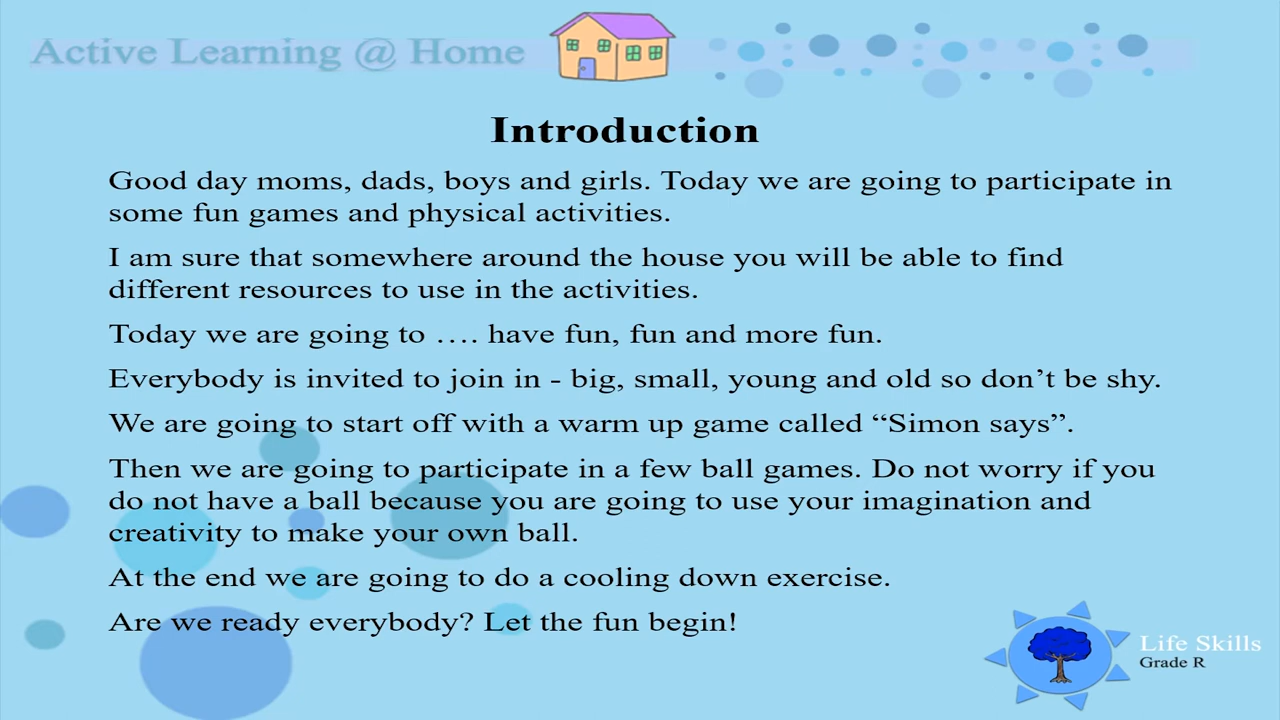 Active Learning @ Home
Introduction
Good day moms, dads, boys and girls. Today we are going to participate in
some fun games and physical activities.
I am sure that somewhere around the house you will be able to find
different resources to use in the activities.
Today we are going to …. have fun, fun and more fun.
Everybody is invited to join in - big, small, young and old so don’t be shy.
We are going to start off with a warm up game called “Simon says”.
Then we are going to participate in a few ball games. Do not worry if you
do not have a ball because you are going to use your imagination and
creativity to make your own ball.
At the end we are going to do a cooling down exercise.
Are we ready everybody? Let the fun begin!
Life Skills
Grade R